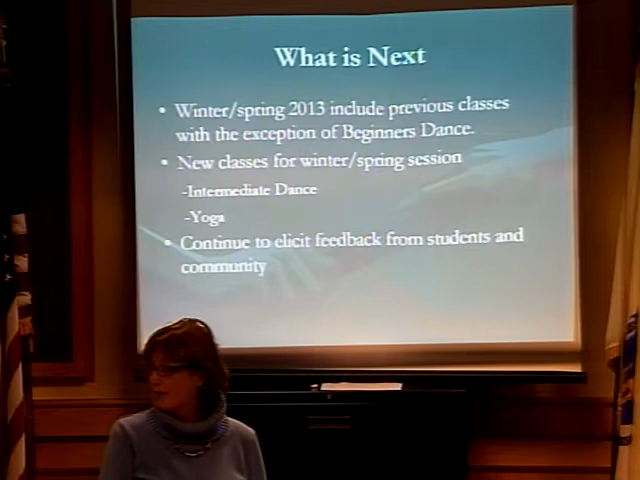 What is Next
• Winter/spring 2013 include previous classes
with the exception of Beginners Dance.
• New classes for winter/spring session
-Intermediate Dance
-Yoga
• Continue to elicit feedback from students and
community